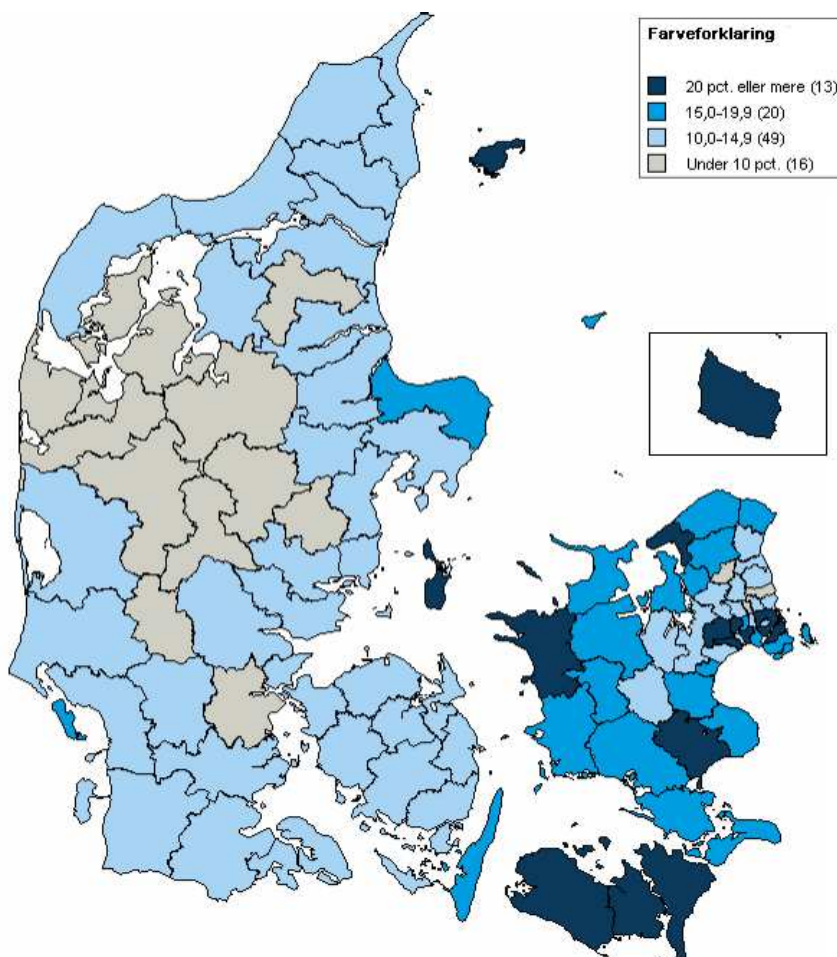 Farveforklaring
20 pct. eller mere (13)
15,0-19,9 (20)
10,0-14,9 (49)
Under 10 pct. (16)